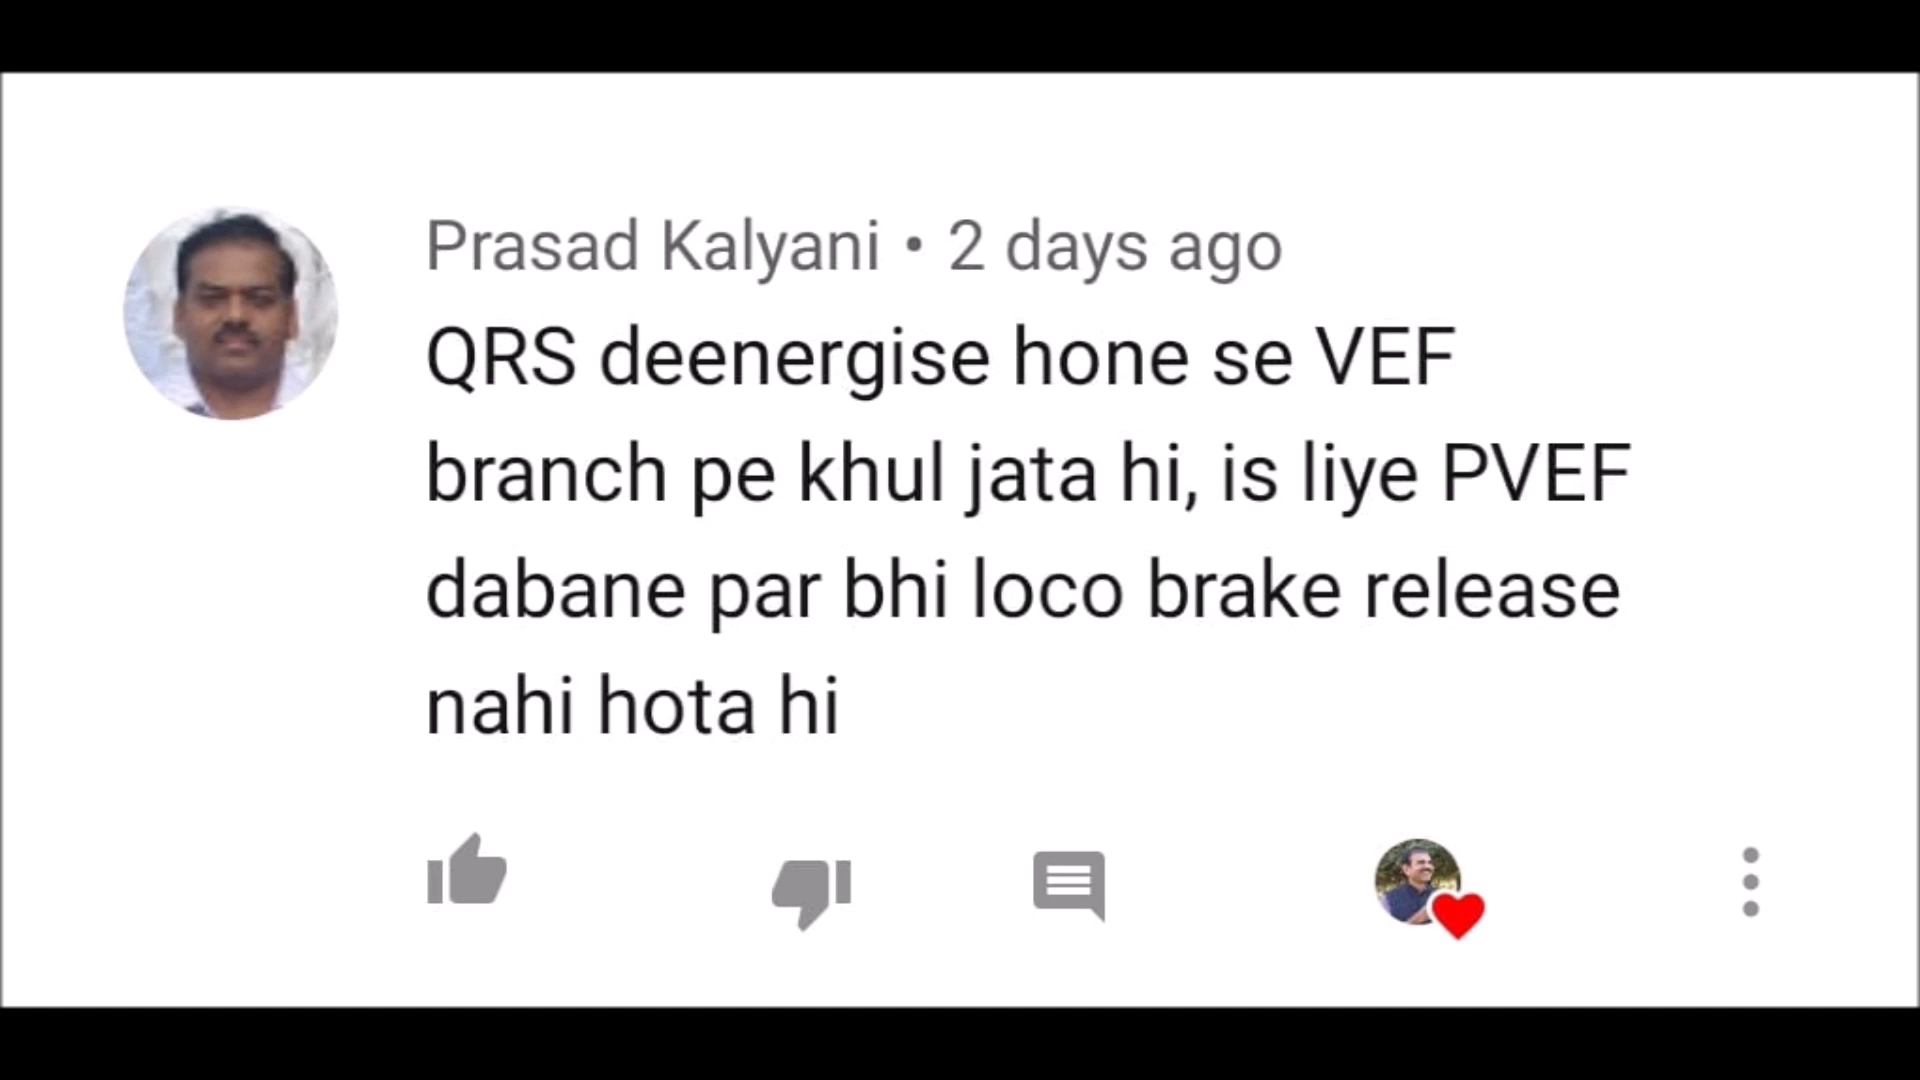 Prasad Kalyani • 2 days ago
QRS deenergise hone se VEF
branch pe khul jata hi, is liye PVEF
dabane par bhi loco brake release
nahi hota hi